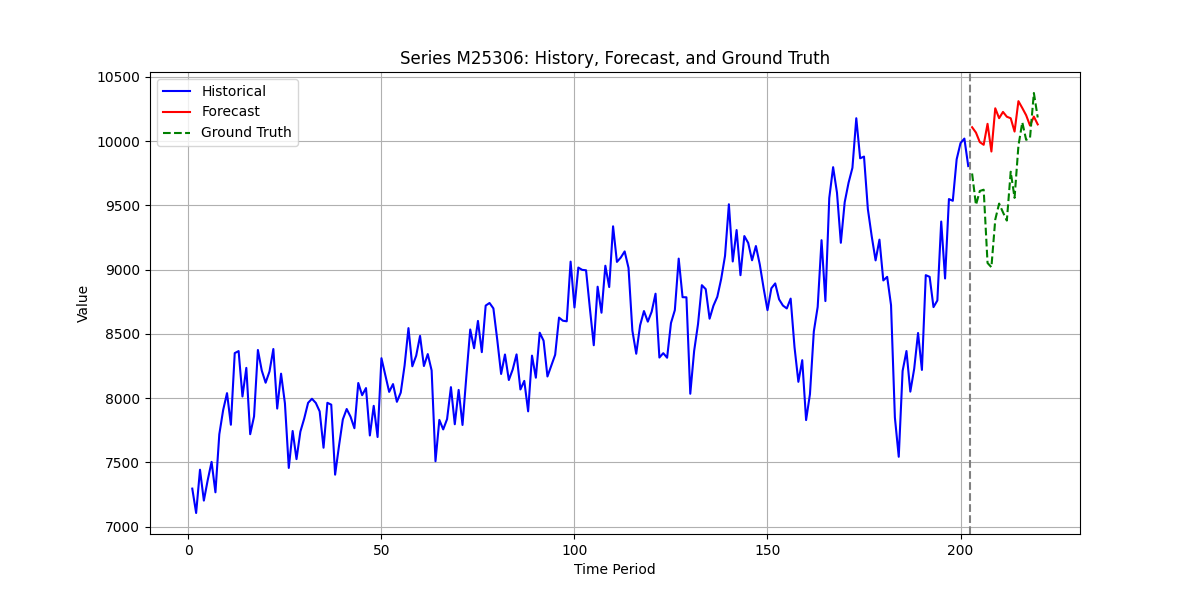 Series M25306: History, Forecast, and Ground Truth
Historical
Forecast
Ground Truth
10500
10000
9500
9000
8500
8000
7500
7000
Value
0 50 100 150 200
Time Period